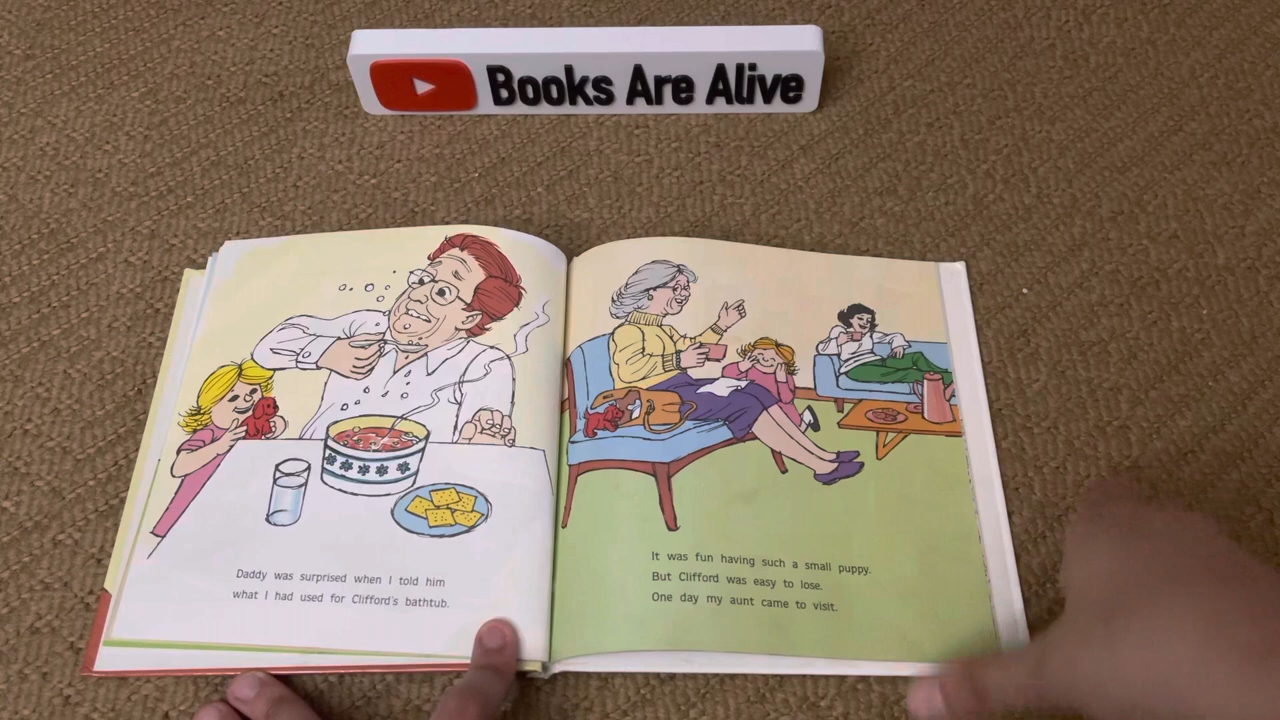 Books Are Alive
Daddy was surprised when I told him
what I had used for Clifford's bathtub.
It was fun having such a small puppy.
But Clifford was easy to lose.
One day my aunt came to visit.